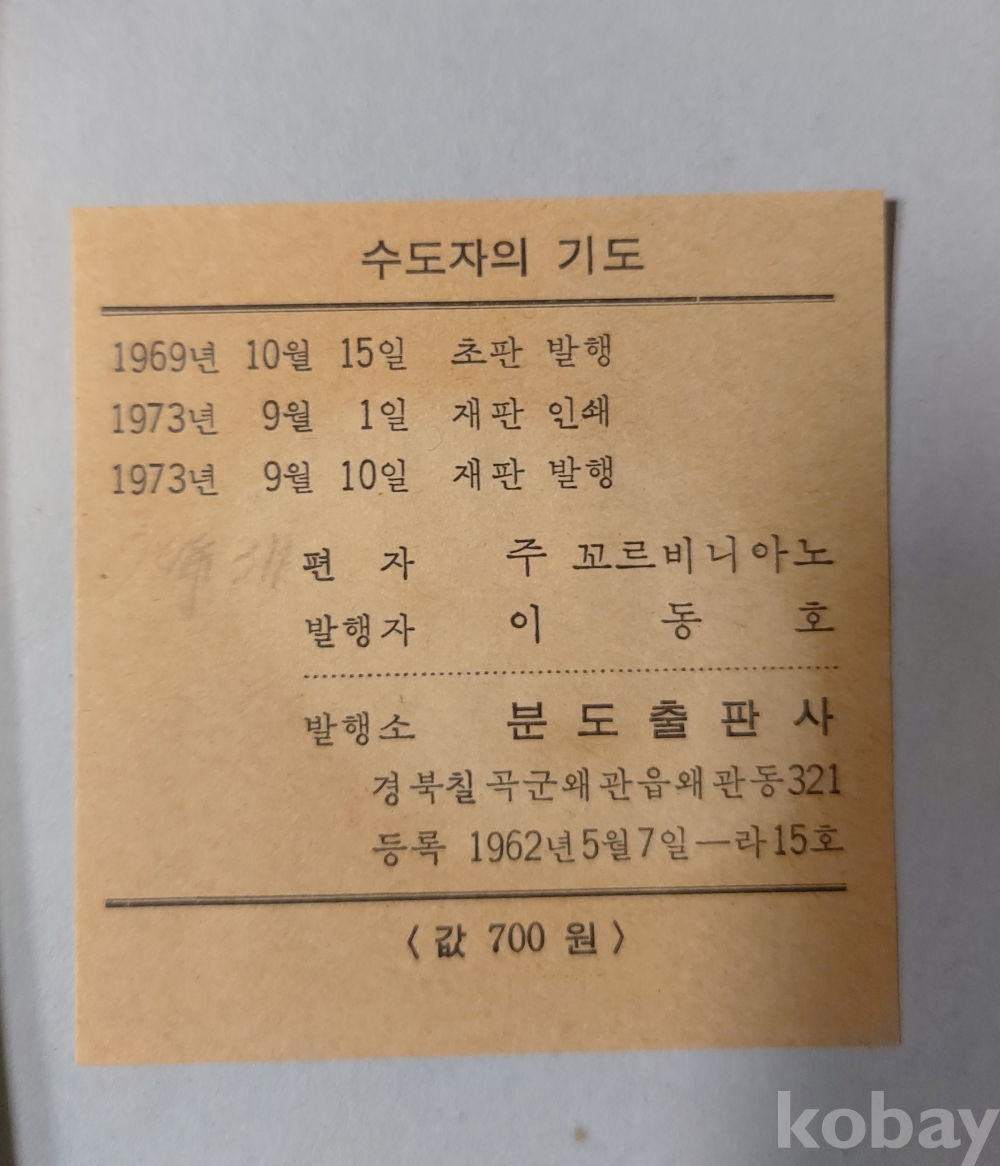 수도자의 기도
1969년 10월 15일 초판 발행
1973년 9월 1일 재판 인쇄
1973년 9월 10일 재판 발행
편 자 주 꼬르비니아노
발행자 이 동 호
발행소 분 도 출 판 사
경북칠곡군왜관읍왜관동321
등록 1962년5월7일—라15호
〈값 700 원〉
kobay